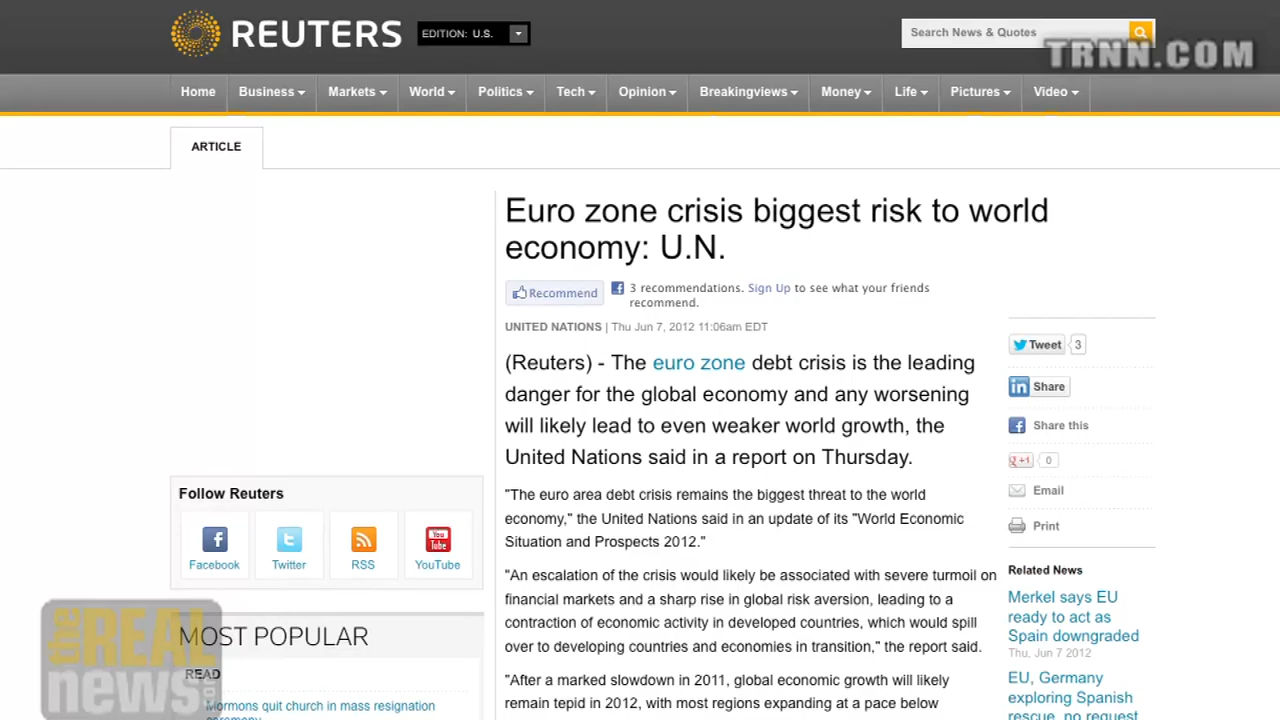 REUTERS
EDITION: U.S.
Search News & Quotes
TRNN.COM
Home
Business
Markets
World
Politics
Tech
Opinion
Breakingviews
Money
Life
Pictures
Video
ARTICLE
Euro zone crisis biggest risk to world
economy: U.N.
Recommend
3 recommendations. Sign Up to see what your friends
recommend.
UNITED NATIONS | Thu Jun 7, 2012 11:06am EDT
(Reuters) - The euro zone debt crisis is the leading
danger for the global economy and any worsening
will likely lead to even weaker world growth, the
United Nations said in a report on Thursday.
"The euro area debt crisis remains the biggest threat to the world
economy," the United Nations said in an update of its "World Economic
Situation and Prospects 2012."
"An escalation of the crisis would likely be associated with severe turmoil on
financial markets and a sharp rise in global risk aversion, leading to a
contraction of economic activity in developed countries, which would spill
over to developing countries and economies in transition," the report said.
"After a marked slowdown in 2011, global economic growth will likely
remain tepid in 2012, with most regions expanding at a pace below
Tweet 3
Share
Share this
+1 0
Email
Print
Related News
Merkel says EU
ready to act as
Spain downgraded
Thu, Jun 7 2012
EU, Germany
exploring Spanish
rescue, no request
Follow Reuters
Facebook
Twitter
RSS
You
Tube
YouTube
MOST POPULAR
READ
Mormons quit church in mass resignation
ceremony
the REAL
news.com